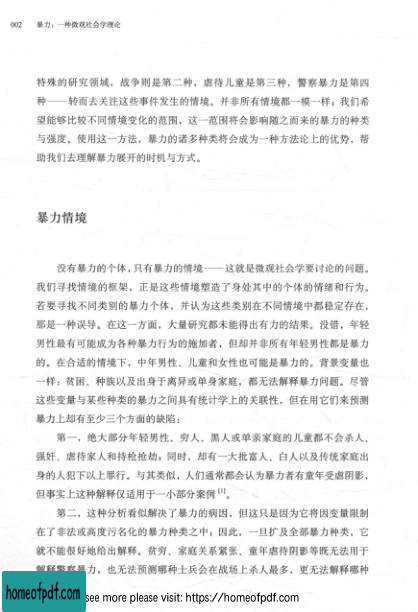 002 暴力：一种微观社会学理论
特殊的研究领域，战争则是第二种，虐待儿童是第三种，警察暴力是第四
种——转而去关注这些事件发生的情境。并非所有情境都一模一样；我们希
望能够比较不同情境变化的范围，这一范围将会影响随之而来的暴力的种类
与强度。使用这一方法，暴力的诸多种类将会成为一种方法论上的优势，帮
助我们去理解暴力展开的时机与方式。
暴力情境
没有暴力的个体，只有暴力的情境——这就是微观社会学要讨论的问题。
我们寻找情境的框架，正是这些情境塑造了身处其中的个体的情绪和行为。
若要寻找不同类别的暴力个体，并认为这些类别在不同情境中都稳定存在，
那是一种误导。在这一方面，大量研究都未能得出有力的结果。没错，年轻
男性最有可能成为各种暴力行为的施加者，但却并非所有年轻男性都是暴力
的。在合适的情境下，中年男性、儿童和女性也可能是暴力的。背景变量也
一样：贫困、种族以及出身于离异或单身家庭，都无法解释暴力问题。尽管
这些变量与某些种类的暴力之间具有统计学上的关联性，但在用它们来预测
暴力上却有至少三个方面的缺陷：
第一，绝大部分年轻男性、穷人、黑人或单亲家庭的儿童都不会杀人、
强奸、虐待家人和持枪抢劫；同时，却有一大批富人、白人以及传统家庭出
身的人犯下以上罪行。与其类似，人们通常都会认为暴力者有童年受虐阴影，
但事实上这种解释仅适用于一小部分案例[1]。
第二，这种分析看似解决了暴力的病因，但这只是因为它将因变量限制
在了非法或高度污名化的暴力种类之中；因此，一旦扩及全部暴力种类，它
就不能很好地给出解释。贫穷、家庭关系紧张、童年虐待阴影等既无法用于
解释警察暴力，也无法预测哪种士兵会在战场上杀人最多，更无法解释哪种
homeofpdf.com
see more please visit: https://homeofpdf.com
homeofpdf.com